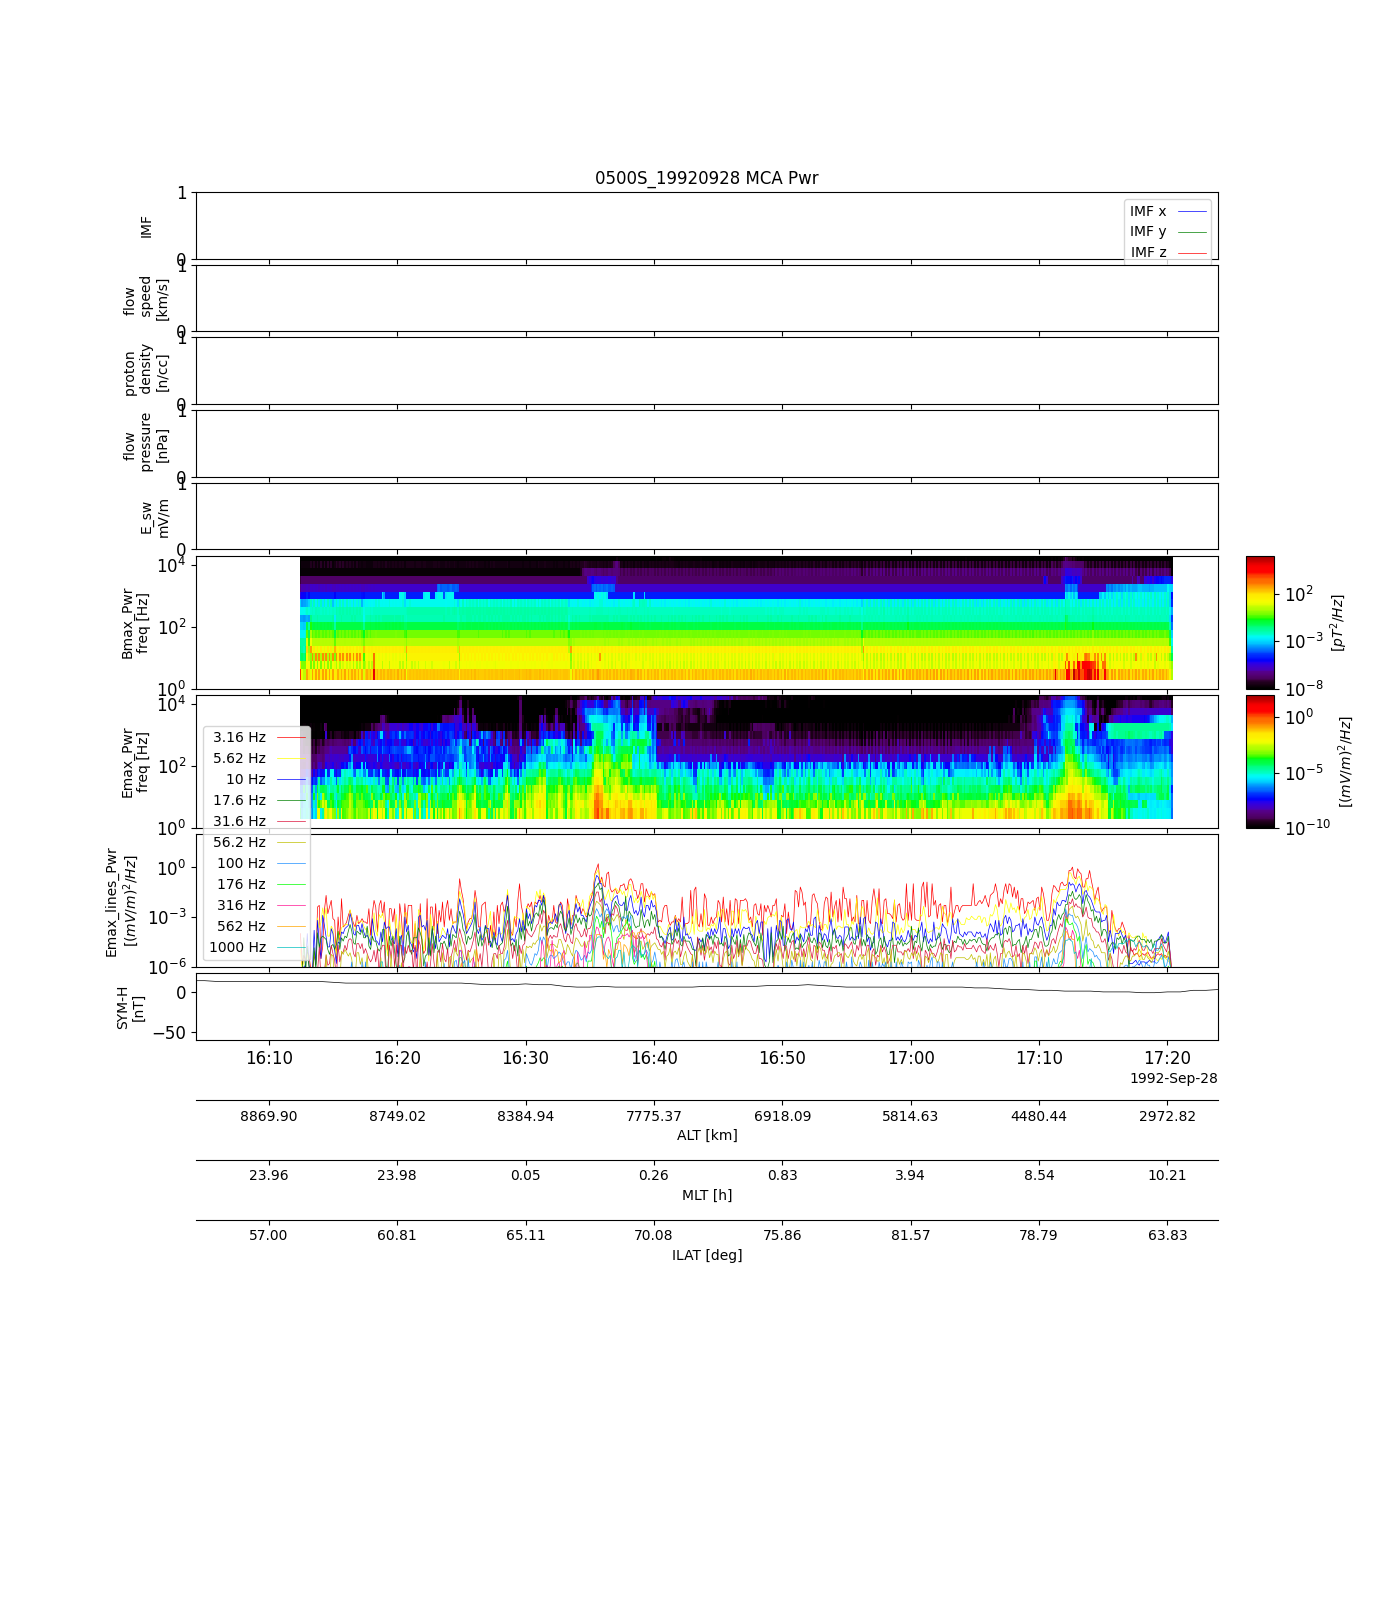 0500S_19920928 MCA Pwr
1
IMF
0
IMF x
IMF y
IMF z
1
flow
speed
[km/s]
0
1
proton
density
[n/cc]
0
1
flow
pressure
[nPa]
0
1
E_sw
mV/m
0
10^4
10^2
10^0
Bmax_Pwr
freq [Hz]
10^2
10^−3
10^−8
[pT^2/Hz]
10^4
10^2
10^0
Emax_Pwr
freq [Hz]
10^0
10^−5
10^−10
[(mV/m)^2/Hz]
3.16 Hz
5.62 Hz
10 Hz
17.6 Hz
31.6 Hz
56.2 Hz
100 Hz
176 Hz
316 Hz
562 Hz
1000 Hz
10^0
10^−3
10^−6
Emax_lines_Pwr
[(mV/m)^2/Hz]
0
−50
SYM-H
[nT]
16:10 16:20 16:30 16:40 16:50 17:00 17:10 17:20
1992-Sep-28
8869.90 8749.02 8384.94 7775.37 6918.09 5814.63 4480.44 2972.82
ALT [km]
23.96 23.98 0.05 0.26 0.83 3.94 8.54 10.21
MLT [h]
57.00 60.81 65.11 70.08 75.86 81.57 78.79 63.83
ILAT [deg]